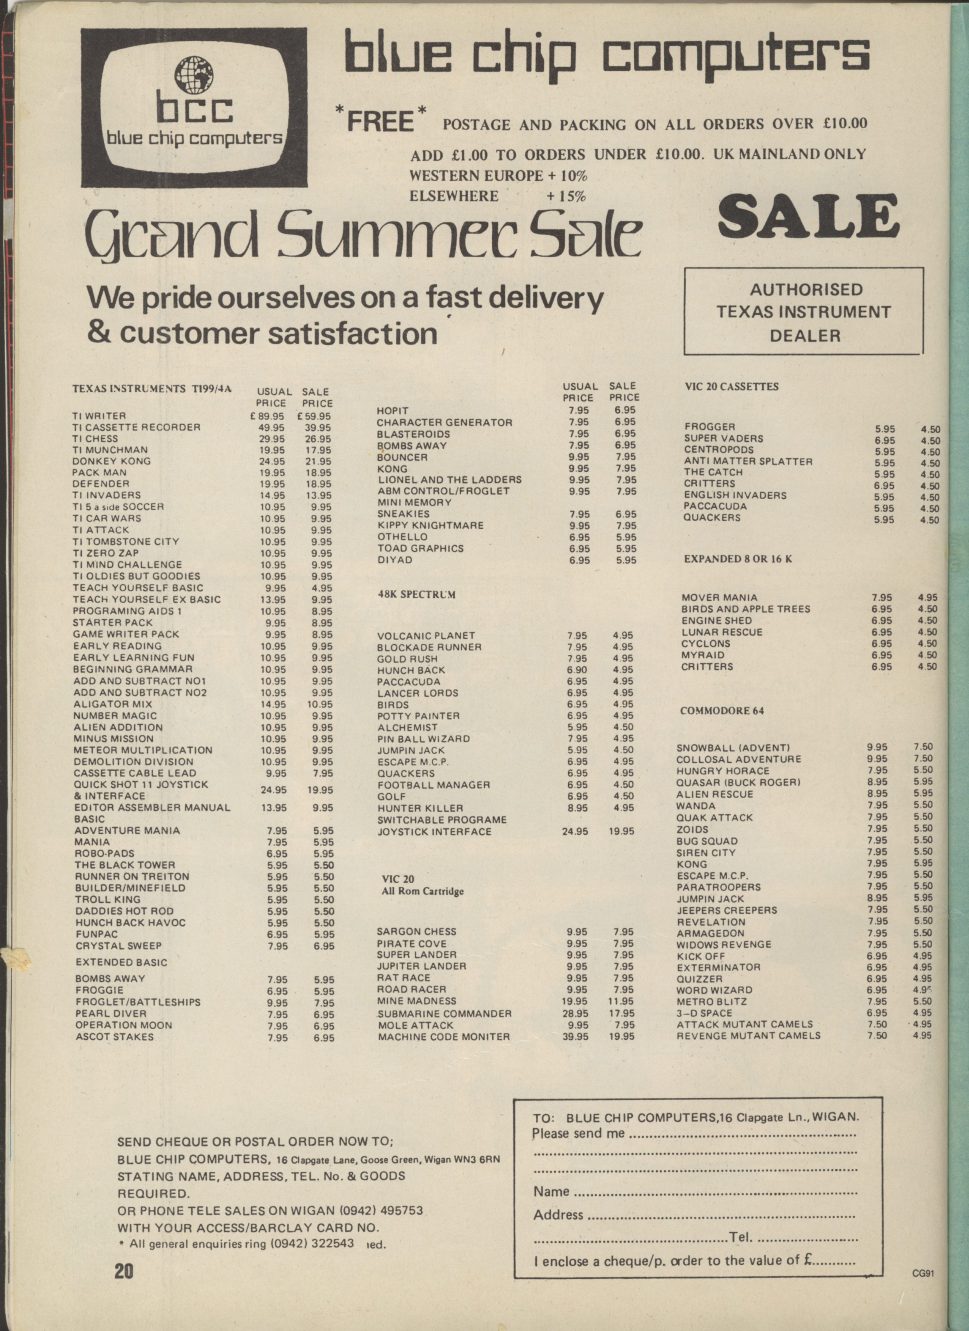 bcc
blue chip computers
blue chip computers
*FREE* POSTAGE AND PACKING ON ALL ORDERS OVER £10.00
ADD £1.00 TO ORDERS UNDER £10.00. UK MAINLAND ONLY
WESTERN EUROPE + 10%
ELSEWHERE + 15%
Grand Summer Sale
SALE
We pride ourselves on a fast delivery
& customer satisfaction
AUTHORISED
TEXAS INSTRUMENT
DEALER
TEXAS INSTRUMENTS TI99/4A
USUAL SALE
PRICE PRICE
TI WRITER £89.95 £59.95
TI CASSETTE RECORDER 49.95 39.95
TI CHESS 29.95 26.95
TI MUNCHMAN 19.95 17.95
DONKEY KONG 24.95 21.95
PACK MAN 19.95 18.95
DEFENDER 19.95 18.95
TI INVADERS 14.95 13.95
TI 5 a side SOCCER 10.95 9.95
TI CAR WARS 10.95 9.95
TI ATTACK 10.95 9.95
TI TOMBSTONE CITY 10.95 9.95
TI ZERO ZAP 10.95 9.95
TI MIND CHALLENGE 10.95 9.95
TI OLDIES BUT GOODIES 10.95 9.95
TEACH YOURSELF BASIC 9.95 4.95
TEACH YOURSELF EX BASIC 13.95 9.95
PROGRAMING AIDS 1 10.95 8.95
STARTER PACK 9.95 8.95
GAME WRITER PACK 9.95 8.95
EARLY READING 10.95 9.95
EARLY LEARNING FUN 10.95 9.95
BEGINNING GRAMMAR 10.95 9.95
ADD AND SUBTRACT NO1 10.95 9.95
ADD AND SUBTRACT NO2 10.95 9.95
ALIGATOR MIX 14.95 10.95
NUMBER MAGIC 10.95 9.95
ALIEN ADDITION 10.95 9.95
MINUS MISSION 10.95 9.95
METEOR MULTIPLICATION 10.95 9.95
DEMOLITION DIVISION 10.95 9.95
CASSETTE CABLE LEAD 9.95 7.95
QUICK SHOT 11 JOYSTICK
& INTERFACE 24.95 19.95
EDITOR ASSEMBLER MANUAL 13.95 9.95
BASIC
ADVENTURE MANIA 7.95 5.95
MANIA 7.95 5.95
ROBO-PADS 6.95 5.95
THE BLACK TOWER 5.95 5.50
RUNNER ON TREITON 5.95 5.50
BUILDER/MINEFIELD 5.95 5.50
TROLL KING 5.95 5.50
DADDIES HOT ROD 5.95 5.50
HUNCH BACK HAVOC 5.95 5.50
FUNPAC 6.95 5.95
CRYSTAL SWEEP 7.95 6.95
EXTENDED BASIC
BOMBS AWAY 7.95 5.95
FROGGIE 6.95 5.95
FROGLET/BATTLESHIPS 9.95 7.95
PEARL DIVER 7.95 6.95
OPERATION MOON 7.95 6.95
ASCOT STAKES 7.95 6.95
USUAL SALE
PRICE PRICE
HOPIT 7.95 6.95
CHARACTER GENERATOR 7.95 6.95
BLASTEROIDS 7.95 6.95
BOMBS AWAY 7.95 6.95
BOUNCER 9.95 7.95
KONG 9.95 7.95
LIONEL AND THE LADDERS 9.95 7.95
ABM CONTROL/FROGLET 9.95 7.95
MINI MEMORY
SNEAKIES 7.95 6.95
KIPPY KNIGHTMARE 9.95 7.95
OTHELLO 6.95 5.95
TOAD GRAPHICS 6.95 5.95
DIYAD 6.95 5.95
48K SPECTRUM
VOLCANIC PLANET 7.95 4.95
BLOCKADE RUNNER 7.95 4.95
GOLD RUSH 7.95 4.95
HUNCH BACK 6.90 4.95
PACCACUDA 6.95 4.95
LANCER LORDS 6.95 4.95
BIRDS 6.95 4.95
POTTY PAINTER 6.95 4.95
ALCHEMIST 5.95 4.50
PIN BALL WIZARD 7.95 4.95
JUMPIN JACK 5.95 4.50
ESCAPE M.C.P. 6.95 4.95
QUACKERS 6.95 4.95
FOOTBALL MANAGER 6.95 4.50
GOLF 6.95 4.50
HUNTER KILLER 8.95 4.95
SWITCHABLE PROGRAME
JOYSTICK INTERFACE 24.95 19.95
VIC 20
All Rom Cartridge
SARGON CHESS 9.95 7.95
PIRATE COVE 9.95 7.95
SUPER LANDER 9.95 7.95
JUPITER LANDER 9.95 7.95
RAT RACE 9.95 7.95
ROAD RACER 9.95 7.95
MINE MADNESS 19.95 11.95
SUBMARINE COMMANDER 28.95 17.95
MOLE ATTACK 9.95 7.95
MACHINE CODE MONITER 39.95 19.95
VIC 20 CASSETTES
FROGGER 5.95 4.50
SUPER VADERS 6.95 4.50
CENTROPODS 5.95 4.50
ANTI MATTER SPLATTER 5.95 4.50
THE CATCH 5.95 4.50
CRITTERS 6.95 4.50
ENGLISH INVADERS 5.95 4.50
PACCACUDA 5.95 4.50
QUACKERS 5.95 4.50
EXPANDED 8 OR 16 K
MOVER MANIA 7.95 4.95
BIRDS AND APPLE TREES 6.95 4.50
ENGINE SHED 6.95 4.50
LUNAR RESCUE 6.95 4.50
CYCLONS 6.95 4.50
MYRAID 6.95 4.50
CRITTERS 6.95 4.50
COMMODORE 64
SNOWBALL (ADVENT) 9.95 7.50
COLLOSAL ADVENTURE 9.95 7.50
HUNGRY HORACE 7.95 5.50
QUASAR (BUCK ROGER) 8.95 5.95
ALIEN RESCUE 8.95 5.95
WANDA 7.95 5.50
QUAK ATTACK 7.95 5.50
ZOIDS 7.95 5.50
BUG SQUAD 7.95 5.50
SIREN CITY 7.95 5.50
KONG 7.95 5.95
ESCAPE M.C.P. 7.95 5.50
PARATROOPERS 7.95 5.50
JUMPIN JACK 8.95 5.95
JEEPERS CREEPERS 7.95 5.50
REVELATION 7.95 5.50
ARMAGEDON 7.95 5.50
WIDOWS REVENGE 7.95 5.50
KICK OFF 6.95 4.95
EXTERMINATOR 6.95 4.95
QUIZZER 6.95 4.95
WORD WIZARD 6.95 4.95
METRO BLITZ 7.95 5.50
3-D SPACE 6.95 4.95
ATTACK MUTANT CAMELS 7.50 4.95
REVENGE MUTANT CAMELS 7.50 4.95
SEND CHEQUE OR POSTAL ORDER NOW TO;
BLUE CHIP COMPUTERS, 16 Clapgate Lane, Goose Green, Wigan WN3 6RN
STATING NAME, ADDRESS, TEL. No. & GOODS
REQUIRED.
OR PHONE TELE SALES ON WIGAN (0942) 495753
WITH YOUR ACCESS/BARCLAY CARD NO.
* All general enquiries ring (0942) 322543 ied.
TO: BLUE CHIP COMPUTERS,16 Clapgate Ln., WIGAN.
Please send me ..........
Name ..........
Address ..........
..........Tel. ..........
I enclose a cheque/p. order to the value of £..........
20
CG91